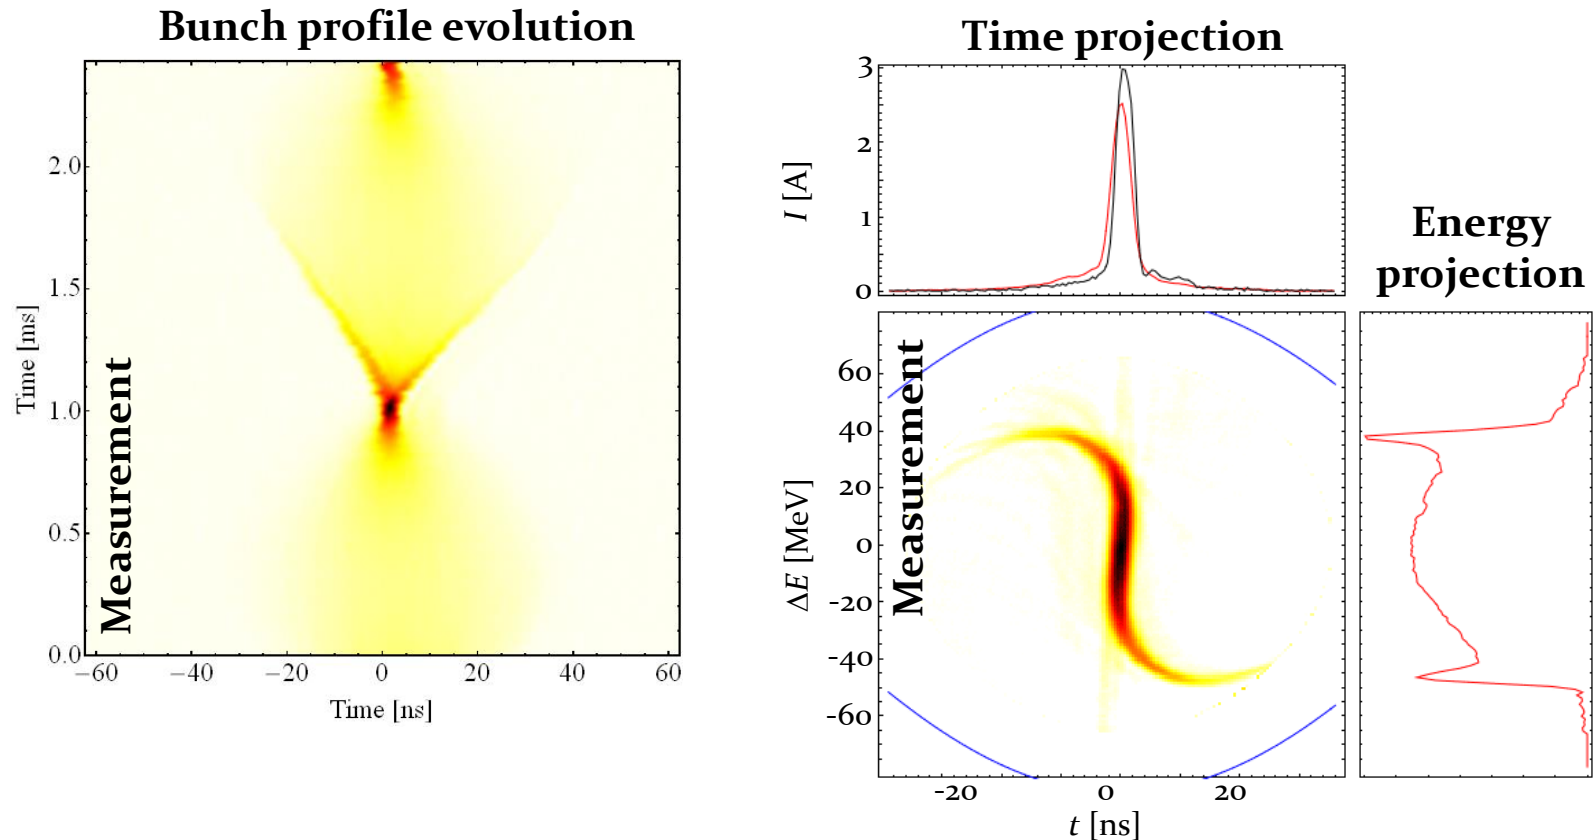 Bunch profile evolution
2.0
1.5
1.0
0.5
0.0
Time [ms]
Measurement
−60 −40 −20 0 20 40 60
Time [ns]
Time projection
3
2
1
0
I [A]
Energy
projection
60
40
20
0
-20
-40
-60
ΔE [MeV]
Measurement
-20 0 20
t [ns]